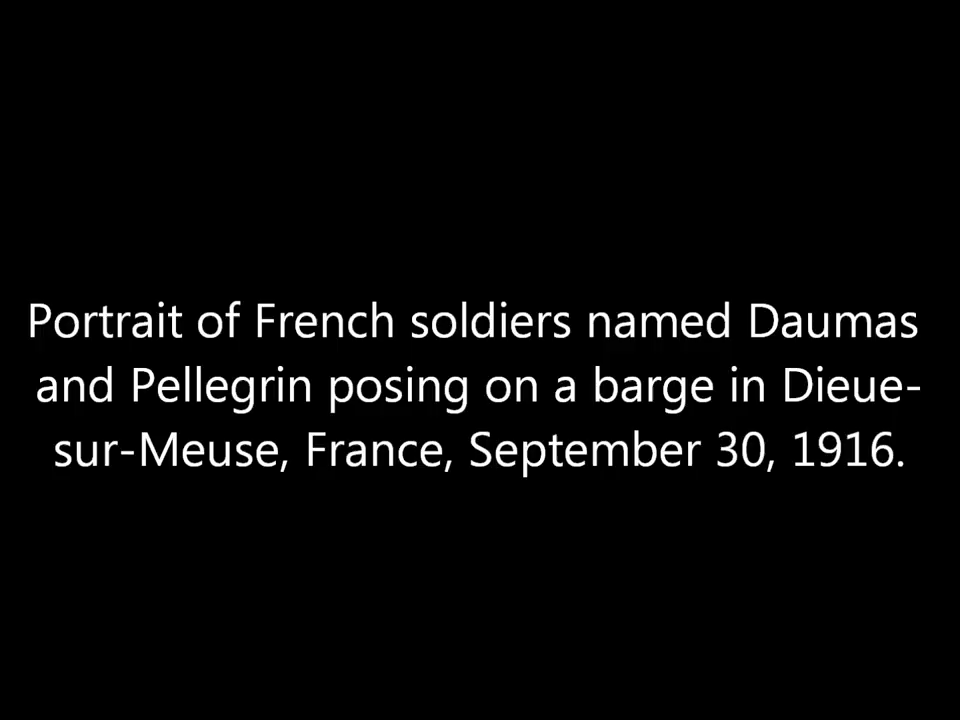 Portrait of French soldiers named Daumas
and Pellegrin posing on a barge in Dieue-
sur-Meuse, France, September 30, 1916.